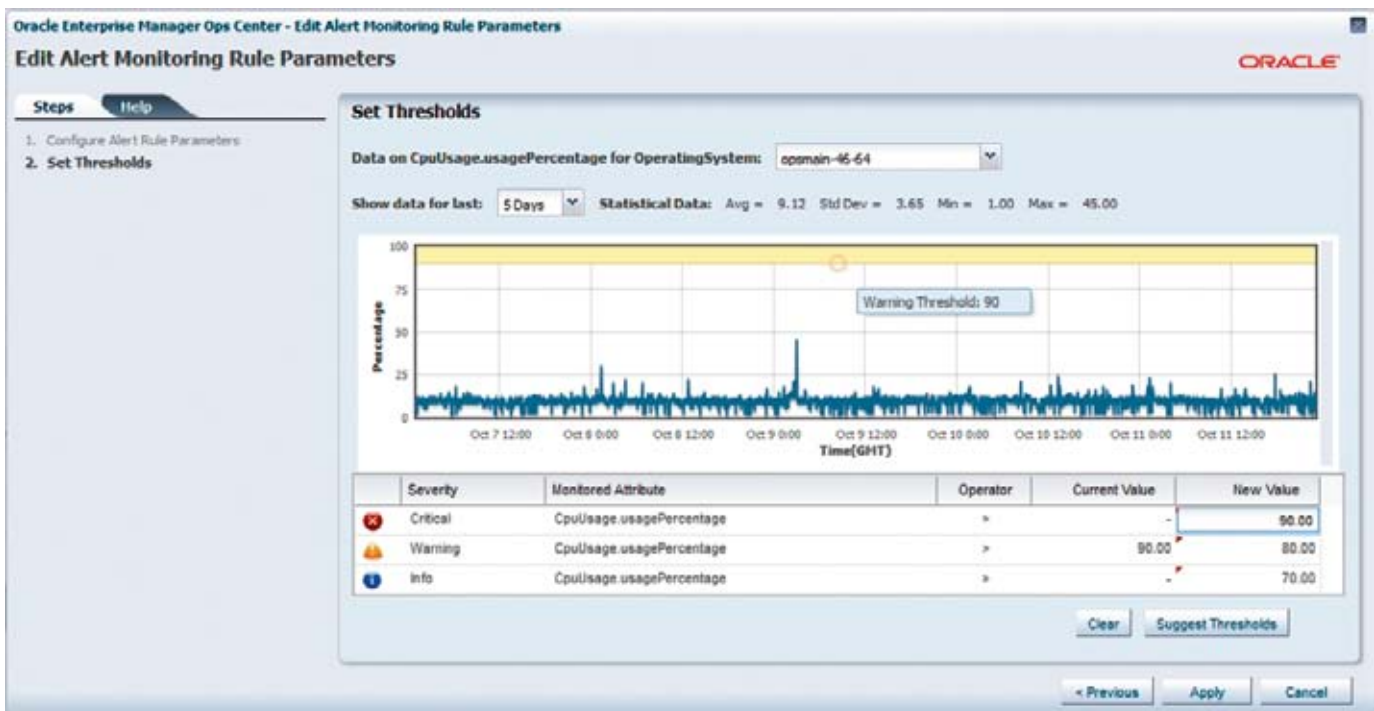 Oracle Enterprise Manager Ops Center - Edit Alert Monitoring Rule Parameters
Edit Alert Monitoring Rule Parameters
ORACLE
Steps Help
1. Configure Alert Rule Parameters
2. Set Thresholds
Set Thresholds
Data on CpuUsage.usagePercentage for OperatingSystem: opsmain-46-64
Show data for last: 5 Days Statistical Data: Avg = 9.12 Std Dev = 3.65 Min = 1.00 Max = 45.00
Percentage
100
75
50
25
0
Warning Threshold: 90
Oct 7 12:00 Oct 8 0:00 Oct 8 12:00 Oct 9 0:00 Oct 9 12:00 Oct 10 0:00 Oct 10 12:00 Oct 11 0:00 Oct 11 12:00
Time(GMT)
Severity Monitored Attribute Operator Current Value New Value
Critical CpuUsage.usagePercentage > - 90.00
Warning CpuUsage.usagePercentage > 90.00 80.00
Info CpuUsage.usagePercentage > - 70.00
Clear Suggest Thresholds
< Previous Apply Cancel